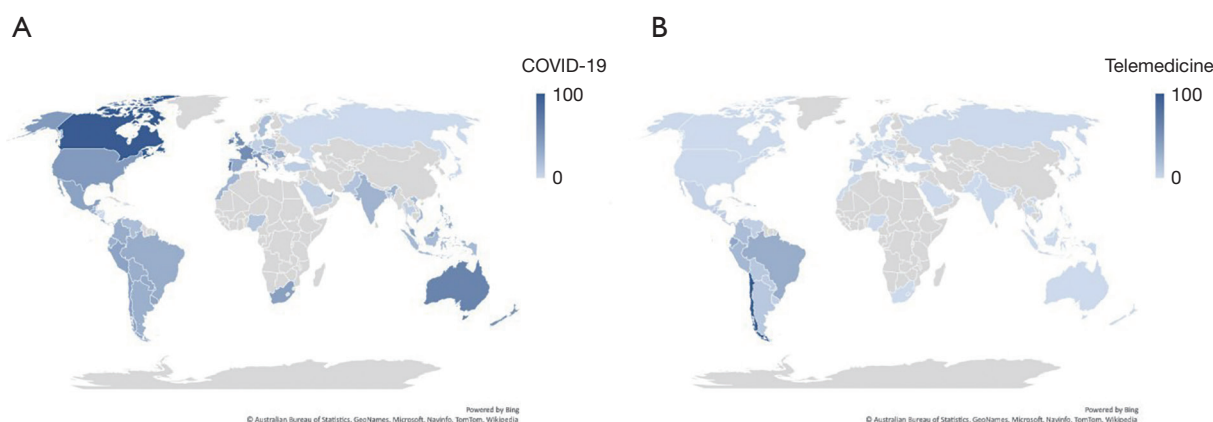 A
COVID-19
100
0
Powered by Bing
© Australian Bureau of Statistics, GeoNames, Microsoft, Navinfo, TomTom, Wikipedia
B
Telemedicine
100
0
Powered by Bing
© Australian Bureau of Statistics, GeoNames, Microsoft, Navinfo, TomTom, Wikipedia